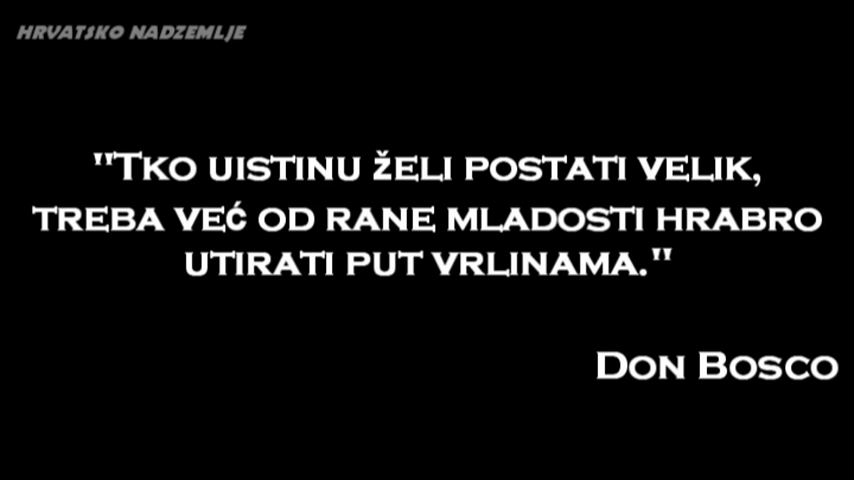 HRVATSKO NADZEMLJE
"Tko uistinu želi postati velik,
treba već od rane mladosti hrabro
utirati put vrlinama."
Don Bosco